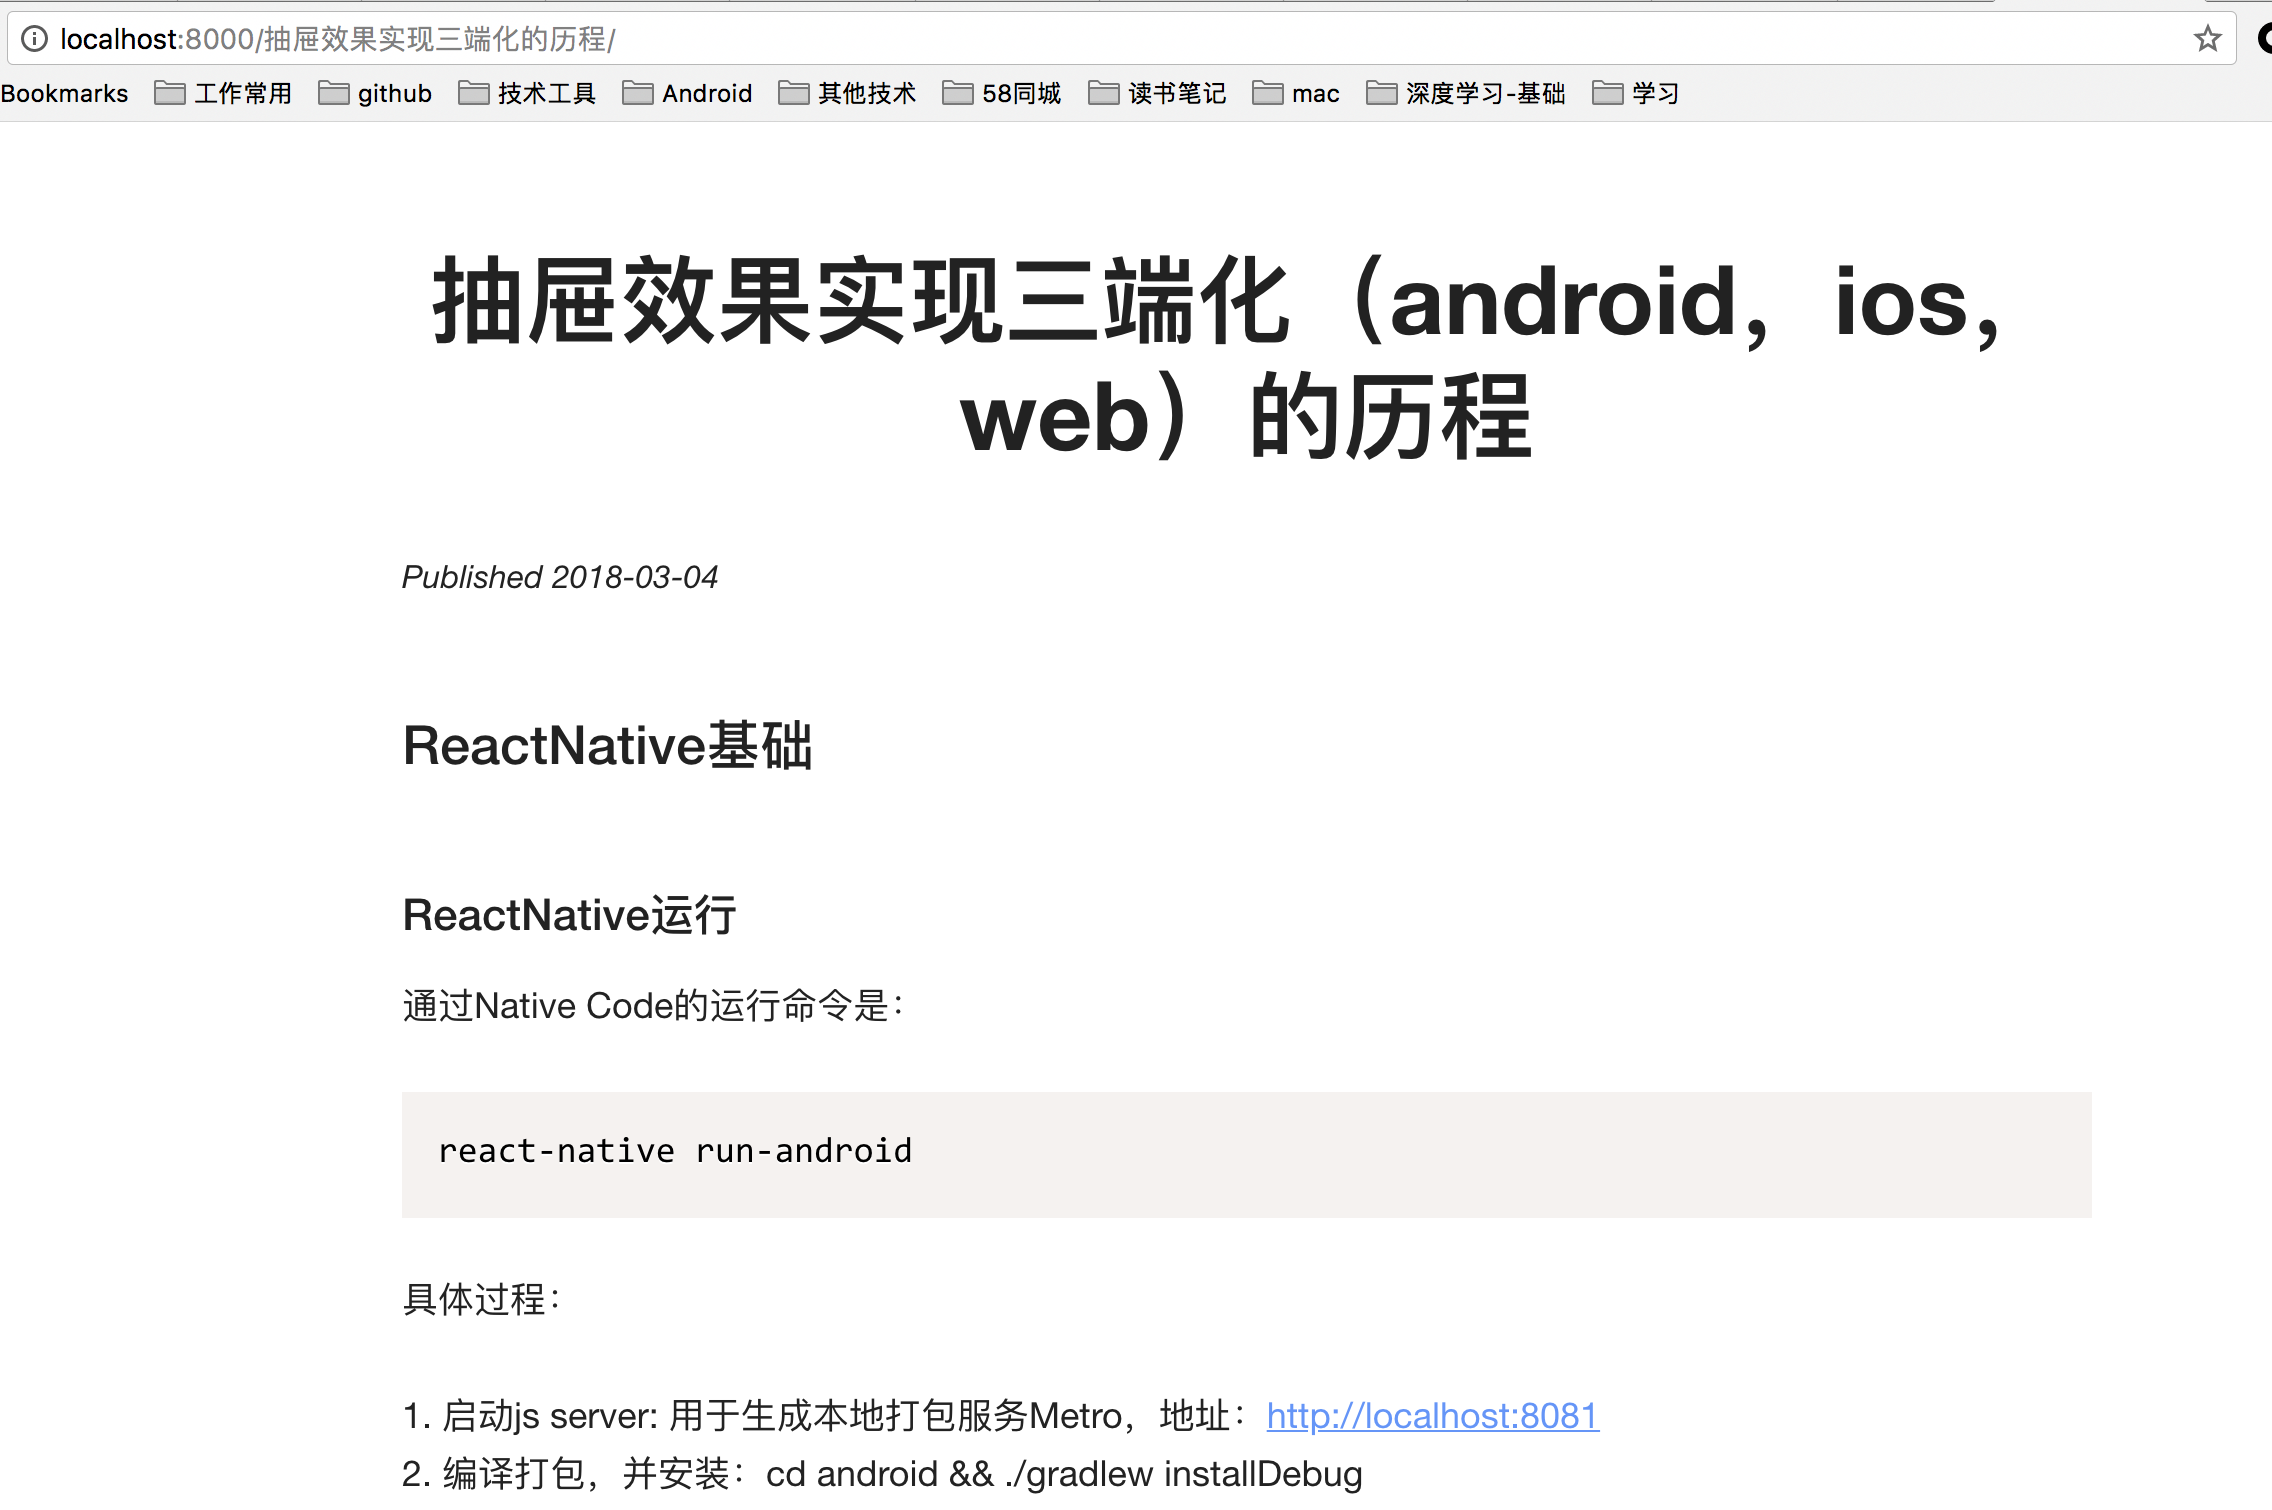 localhost:8000/抽屉效果实现三端化的历程/
Bookmarks 工作常用 github 技术工具 Android 其他技术 58同城 读书笔记 mac 深度学习-基础 学习
抽屉效果实现三端化（android，ios，
web）的历程
Published 2018-03-04
ReactNative基础
ReactNative运行
通过Native Code的运行命令是：
react-native run-android
具体过程：
1. 启动js server: 用于生成本地打包服务Metro，地址：http://localhost:8081
2. 编译打包，并安装：cd android && ./gradlew installDebug